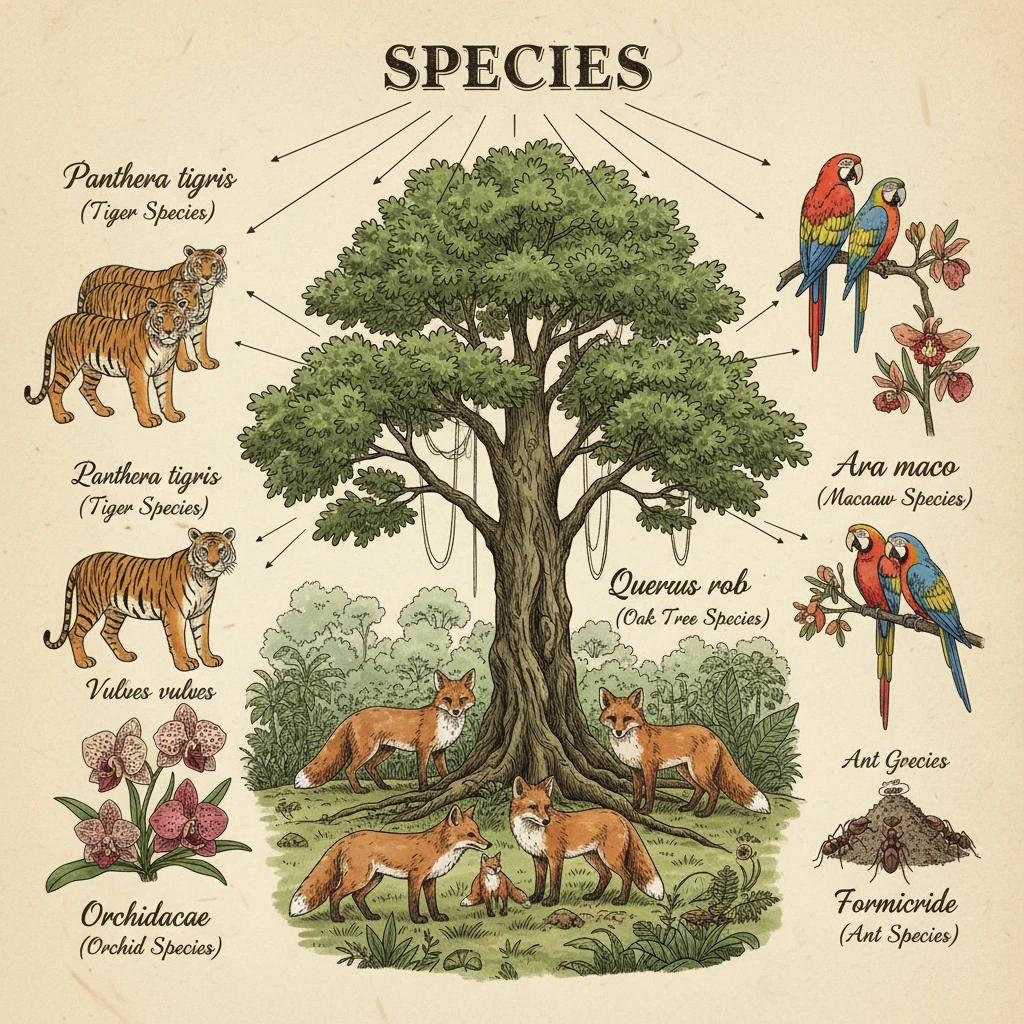 SPECIES
Panthera tigris
(Tiger Species)
Panthera tigris
(Tiger Species)
Ara maco
(Macaaw Species)
Querus rob
(Oak Tree Species)
Vulves vulves
Ant Gpecies
Orchidacae
(Orchid Species)
Formicride
(Ant Species)